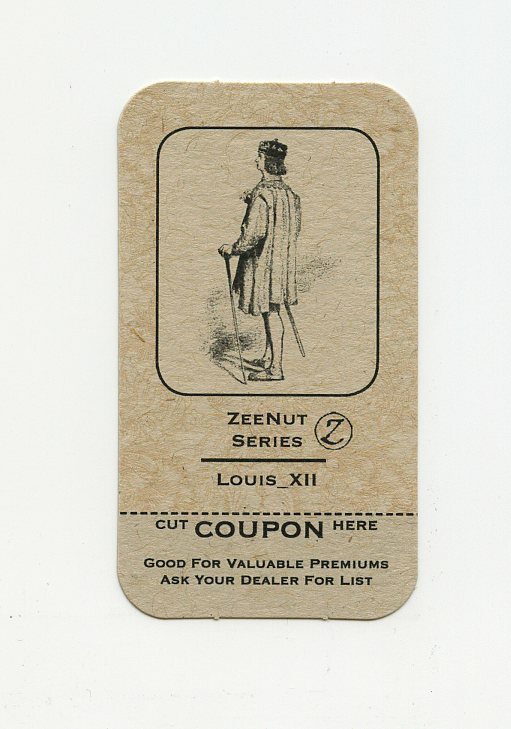 ZEENUT
SERIES
Z
LOUIS_XII
CUT COUPON HERE
GOOD FOR VALUABLE PREMIUMS
ASK YOUR DEALER FOR LIST